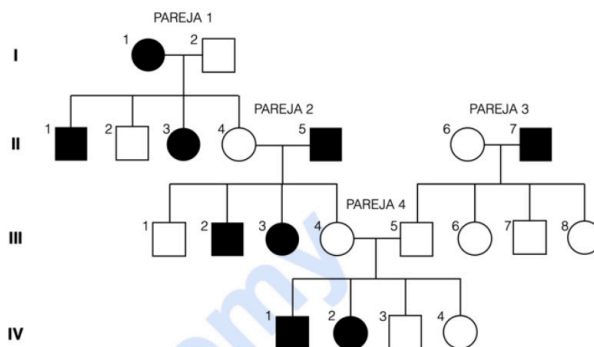 PAREJA 1
I
1 2
PAREJA 2 PAREJA 3
II
1 2 3 4 5 6 7
PAREJA 4
III
1 2 3 4 5 6 7 8
IV
1 2 3 4